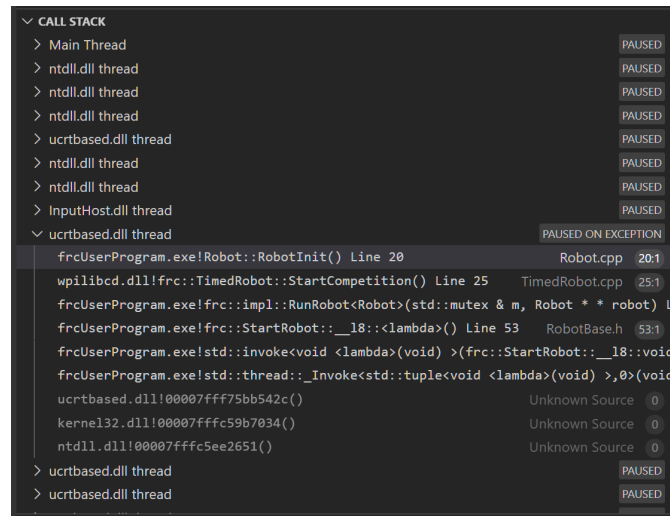 CALL STACK
Main Thread PAUSED
ntdll.dll thread PAUSED
ntdll.dll thread PAUSED
ntdll.dll thread PAUSED
ucrtbased.dll thread PAUSED
ntdll.dll thread PAUSED
ntdll.dll thread PAUSED
InputHost.dll thread PAUSED
ucrtbased.dll thread PAUSED ON EXCEPTION
frcUserProgram.exe!Robot::RobotInit() Line 20 Robot.cpp 20:1
wpilibcd.dll!frc::TimedRobot::StartCompetition() Line 25 TimedRobot.cpp 25:1
frcUserProgram.exe!frc::impl::RunRobot<Robot>(std::mutex & m, Robot * * robot) L
frcUserProgram.exe!frc::StartRobot::__l8::<lambda>() Line 53 RobotBase.h 53:1
frcUserProgram.exe!std::invoke<void <lambda>(void) >(frc::StartRobot::__l8::void
frcUserProgram.exe!std::thread::_Invoke<std::tuple<void <lambda>(void) >,0>(void
ucrtbased.dll!00007fff75bb542c() Unknown Source 0
kernel32.dll!00007fffc59b7034() Unknown Source 0
ntdll.dll!00007fffc5ee2651() Unknown Source 0
ucrtbased.dll thread PAUSED
ucrtbased.dll thread PAUSED